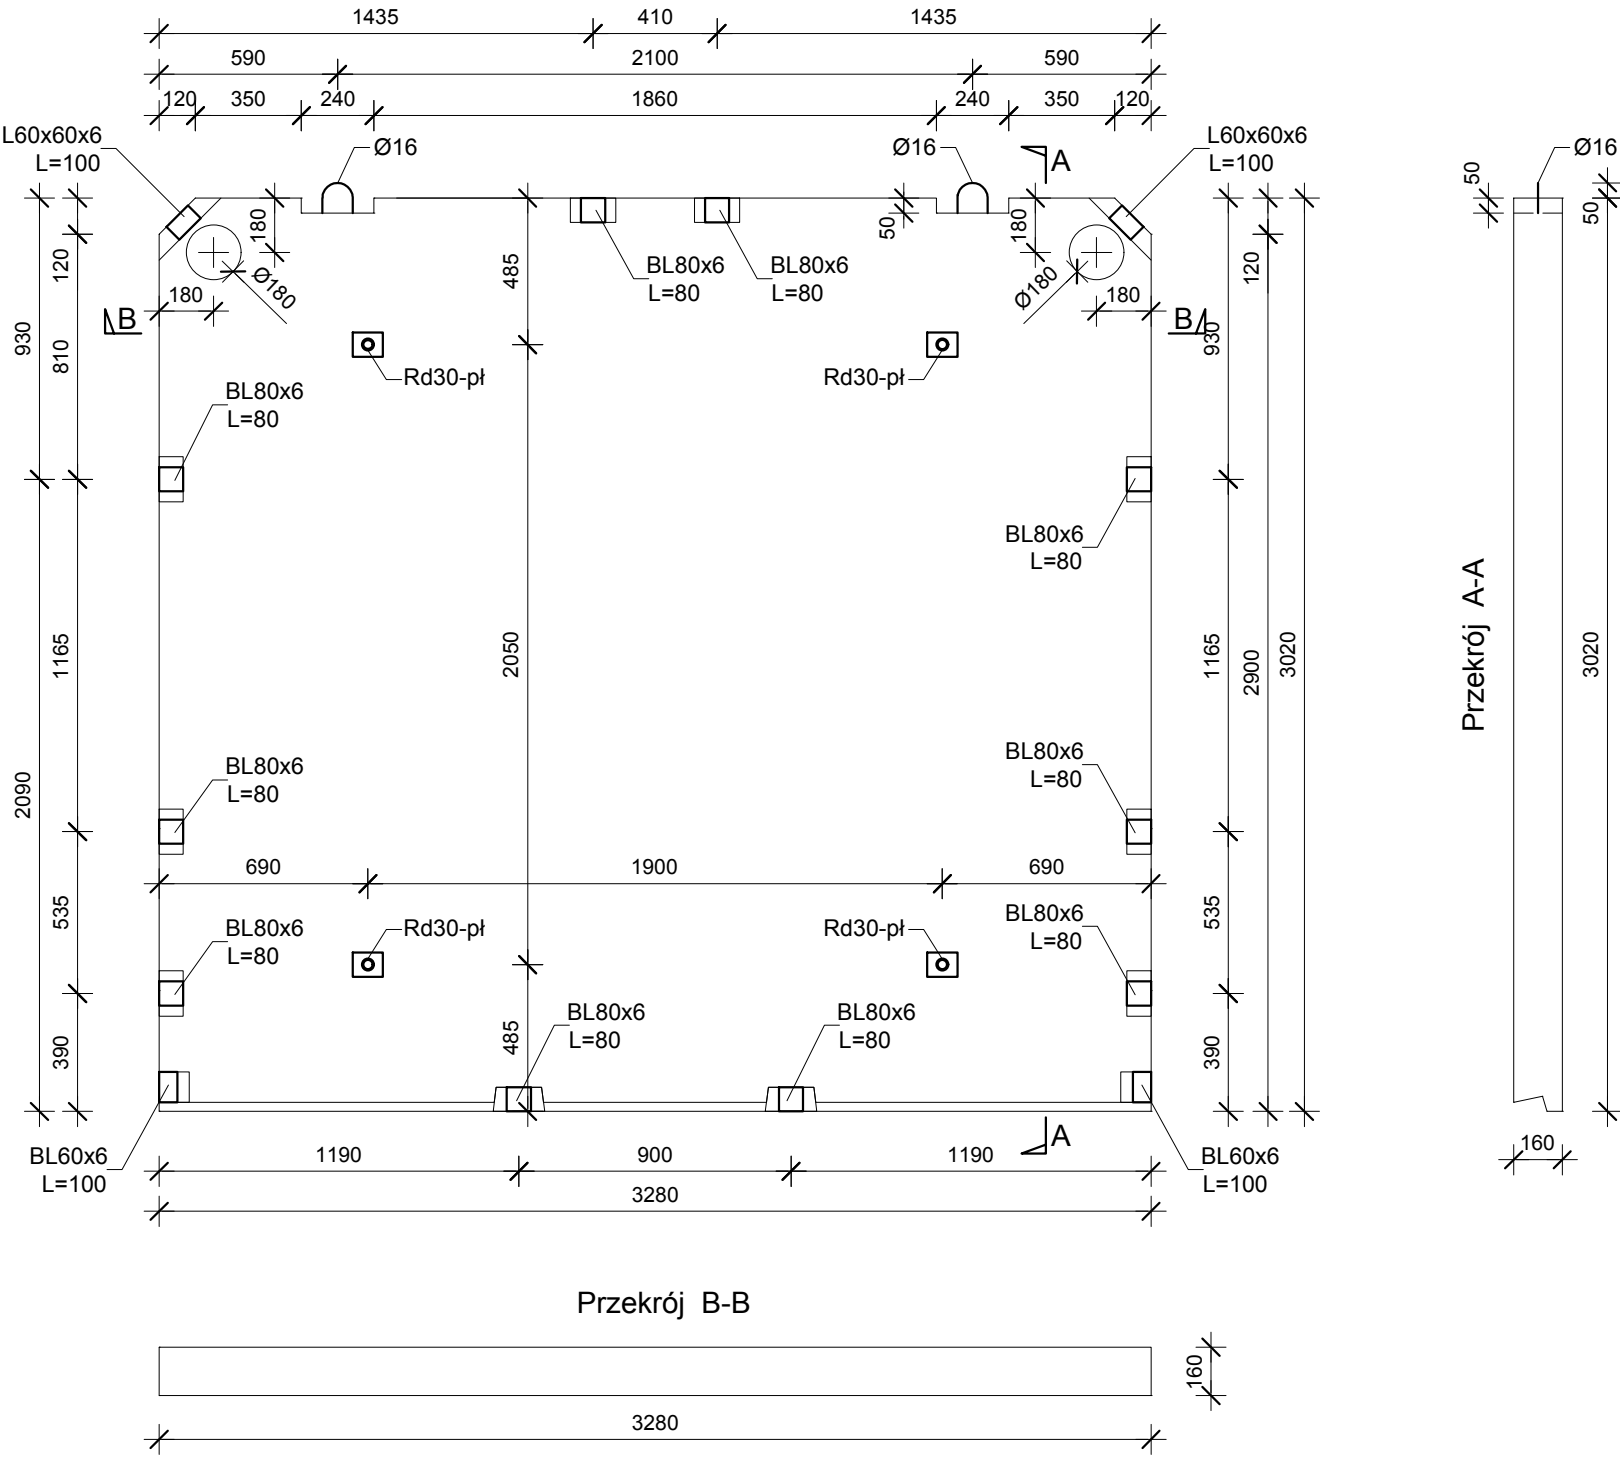 1435 410 1435
590 2100 590
120 350 240 1860 240 350 120
L60x60x6
L=100
Ø16
Ø16
A
L60x60x6
L=100
Ø16
50
50
180
180
50
120
120
485
BL80x6
L=80
BL80x6
L=80
Ø180
Ø180
180
180
B
B
930
810
930
Rd30-pł
Rd30-pł
BL80x6
L=80
BL80x6
L=80
Przekrój A-A
1165
2050
1165
2900
3020
3020
2090
BL80x6
L=80
BL80x6
L=80
690 1900 690
535
535
BL80x6
L=80
Rd30-pł
Rd30-pł
BL80x6
L=80
390
485
BL80x6
L=80
BL80x6
L=80
390
A
160
BL60x6
L=100
1190 900 1190
BL60x6
L=100
3280
Przekrój B-B
160
3280